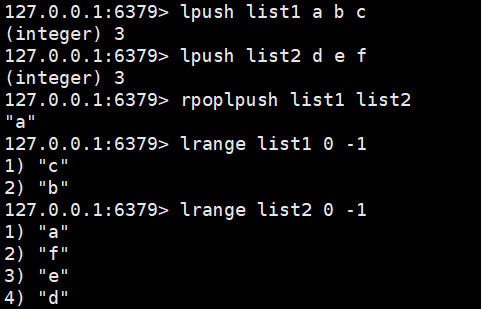 127.0.0.1:6379> lpush list1 a b c
(integer) 3
127.0.0.1:6379> lpush list2 d e f
(integer) 3
127.0.0.1:6379> rpoplpush list1 list2
"a"
127.0.0.1:6379> lrange list1 0 -1
1) "c"
2) "b"
127.0.0.1:6379> lrange list2 0 -1
1) "a"
2) "f"
3) "e"
4) "d"